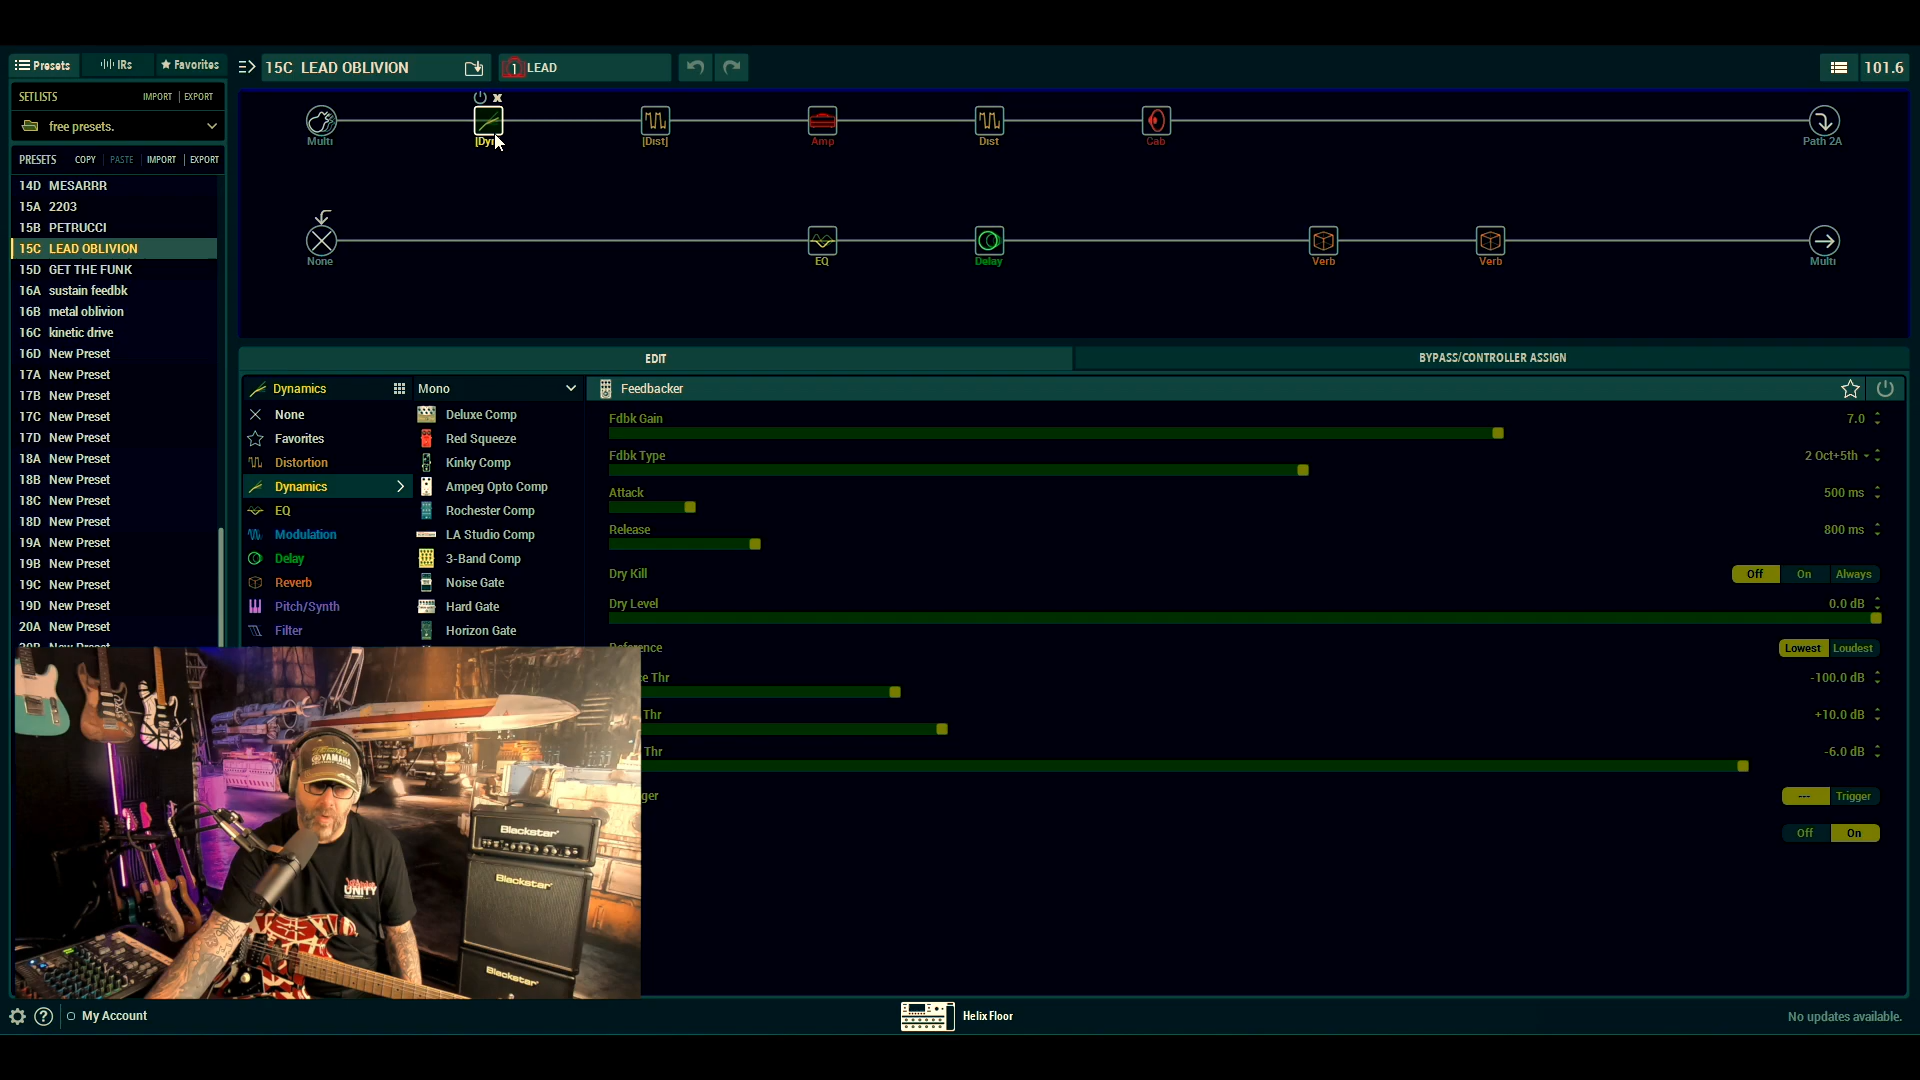 Presets IRs Favorites
15C LEAD OBLIVION 1 LEAD 101.6
SETLISTS IMPORT | EXPORT
free presets.
PRESETS COPY | PASTE | IMPORT | EXPORT
14D MESARRR
15A 2203
15B PETRUCCI
15C LEAD OBLIVION
15D GET THE FUNK
16A sustain feedbk
16B metal oblivion
16C kinetic drive
16D New Preset
17A New Preset
17B New Preset
17C New Preset
17D New Preset
18A New Preset
18B New Preset
18C New Preset
18D New Preset
19A New Preset
19B New Preset
19C New Preset
19D New Preset
20A New Preset
X
Multi |Dist| Amp Dist Cab Path 2A
None EQ Delay Verb Verb Multi
EDIT BYPASS/CONTROLLER ASSIGN
Dynamics Mono Feedbacker
None
Favorites
Distortion
Dynamics
EQ
Modulation
Delay
Reverb
Pitch/Synth
Filter
Deluxe Comp
Red Squeeze
Kinky Comp
Ampeg Opto Comp
Rochester Comp
LA Studio Comp
3-Band Comp
Noise Gate
Hard Gate
Horizon Gate
Fdbk Gain 7.0
Fdbk Type 2 Oct+5th
Attack 500 ms
Release 800 ms
Dry Kill Off On Always
Dry Level 0.0 dB
Lowest Loudest
Thr -100.0 dB
Thr +10.0 dB
Thr -6.0 dB
--- Trigger
Off On
YAMAHA
UNITY
Blackstar
Blackstar
Blackstar
My Account Helix Floor No updates available.